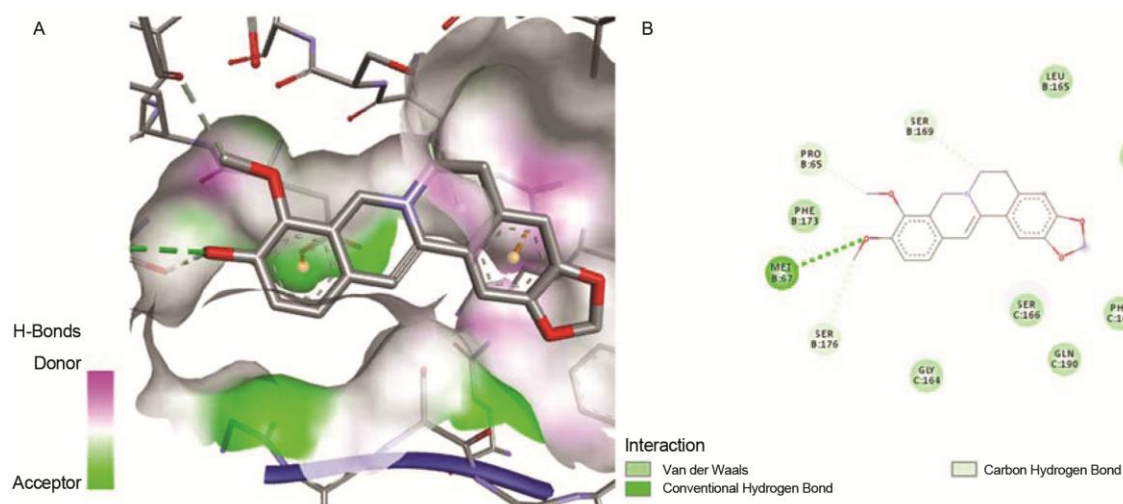 A
H-Bonds
Donor
Acceptor
B
LEU
B:165
SER
B:169
PRO
B:65
PHE
B:173
MET
B:67
SER
C:166
SER
B:176
GLN
C:190
GLY
C:164
Interaction
Van der Waals
Conventional Hydrogen Bond
Carbon Hydrogen Bond